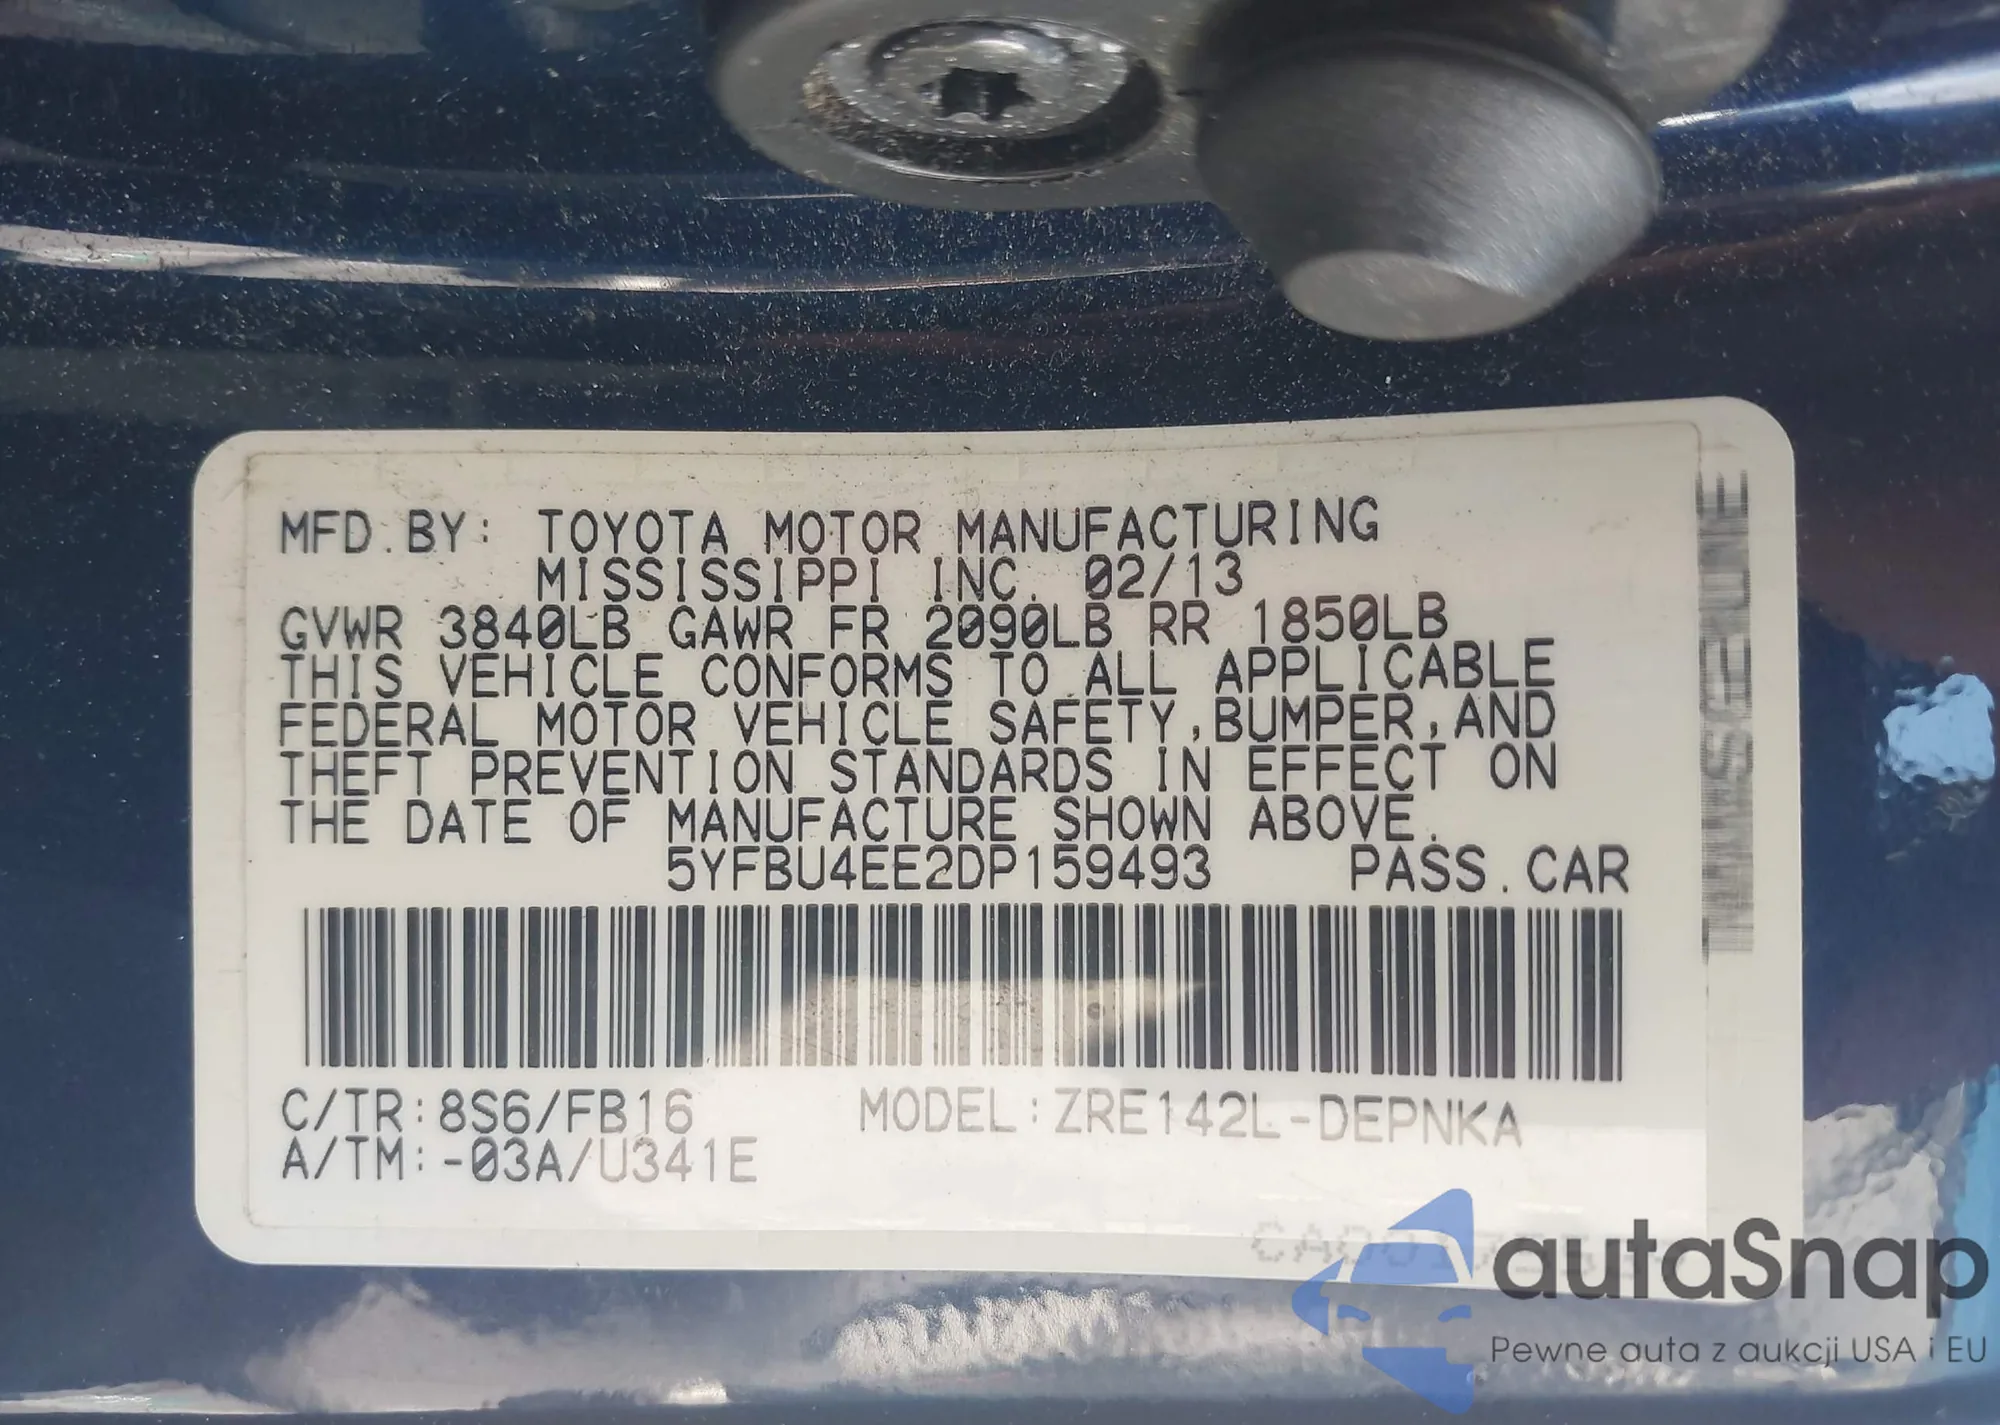 MFD.BY: TOYOTA MOTOR MANUFACTURING
MISSISSIPPI INC. 02/13
GVWR 3840LB GAWR FR 2090LB RR 1850LB
THIS VEHICLE CONFORMS TO ALL APPLICABLE
FEDERAL MOTOR VEHICLE SAFETY,BUMPER,AND
THEFT PREVENTION STANDARDS IN EFFECT ON
THE DATE OF MANUFACTURE SHOWN ABOVE.
5YFBU4EE2DP159493 PASS.CAR
C/TR:8S6/FB16 MODEL:ZRE142L-DEPNKA
A/TM:-03A/U341E
autaSnap
Pewne auta z aukcji USA i EU